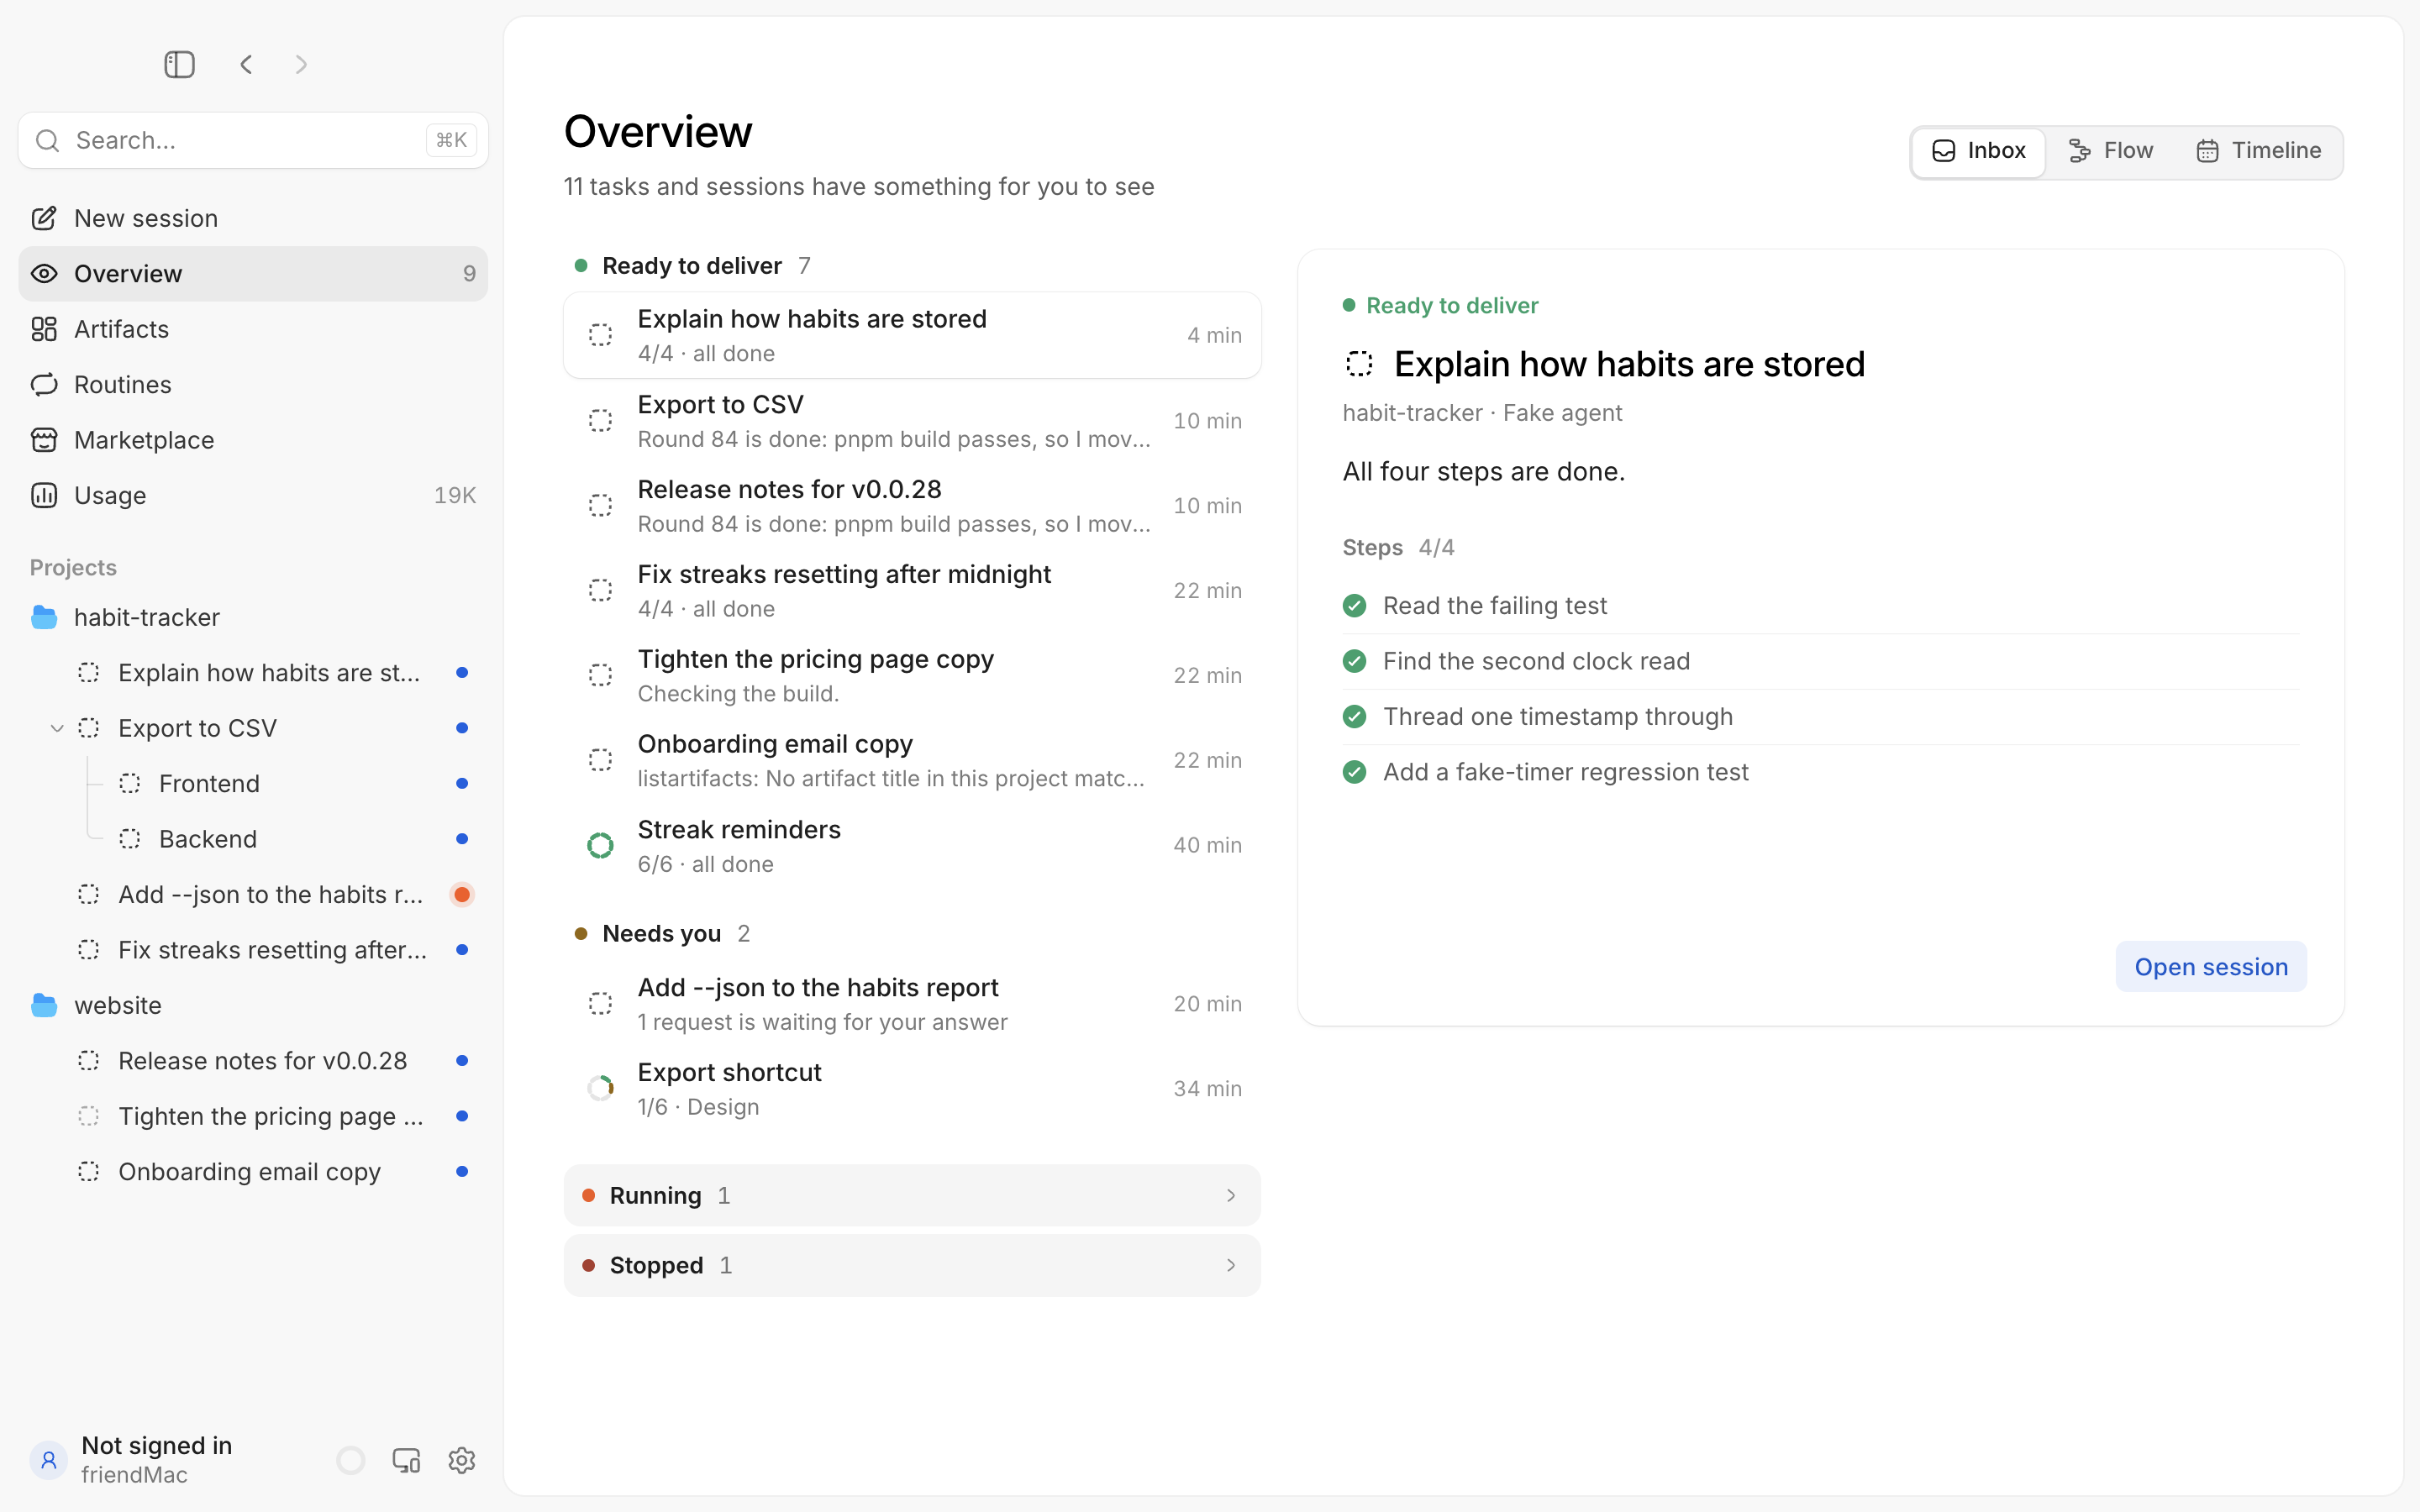 Search...
⌘K
New session
Overview 9
Artifacts
Routines
Marketplace
Usage 19K
Projects
habit-tracker
Explain how habits are st...
Export to CSV
Frontend
Backend
Add --json to the habits r...
Fix streaks resetting after...
website
Release notes for v0.0.28
Tighten the pricing page ...
Onboarding email copy
Not signed in
friendMac
Overview
11 tasks and sessions have something for you to see
Inbox
Flow
Timeline
Ready to deliver 7
Explain how habits are stored
4/4 · all done
4 min
Export to CSV
Round 84 is done: pnpm build passes, so I mov...
10 min
Release notes for v0.0.28
Round 84 is done: pnpm build passes, so I mov...
10 min
Fix streaks resetting after midnight
4/4 · all done
22 min
Tighten the pricing page copy
Checking the build.
22 min
Onboarding email copy
listartifacts: No artifact title in this project matc...
22 min
Streak reminders
6/6 · all done
40 min
Needs you 2
Add --json to the habits report
1 request is waiting for your answer
20 min
Export shortcut
1/6 · Design
34 min
Running 1
Stopped 1
Ready to deliver
Explain how habits are stored
habit-tracker · Fake agent
All four steps are done.
Steps 4/4
Read the failing test
Find the second clock read
Thread one timestamp through
Add a fake-timer regression test
Open session